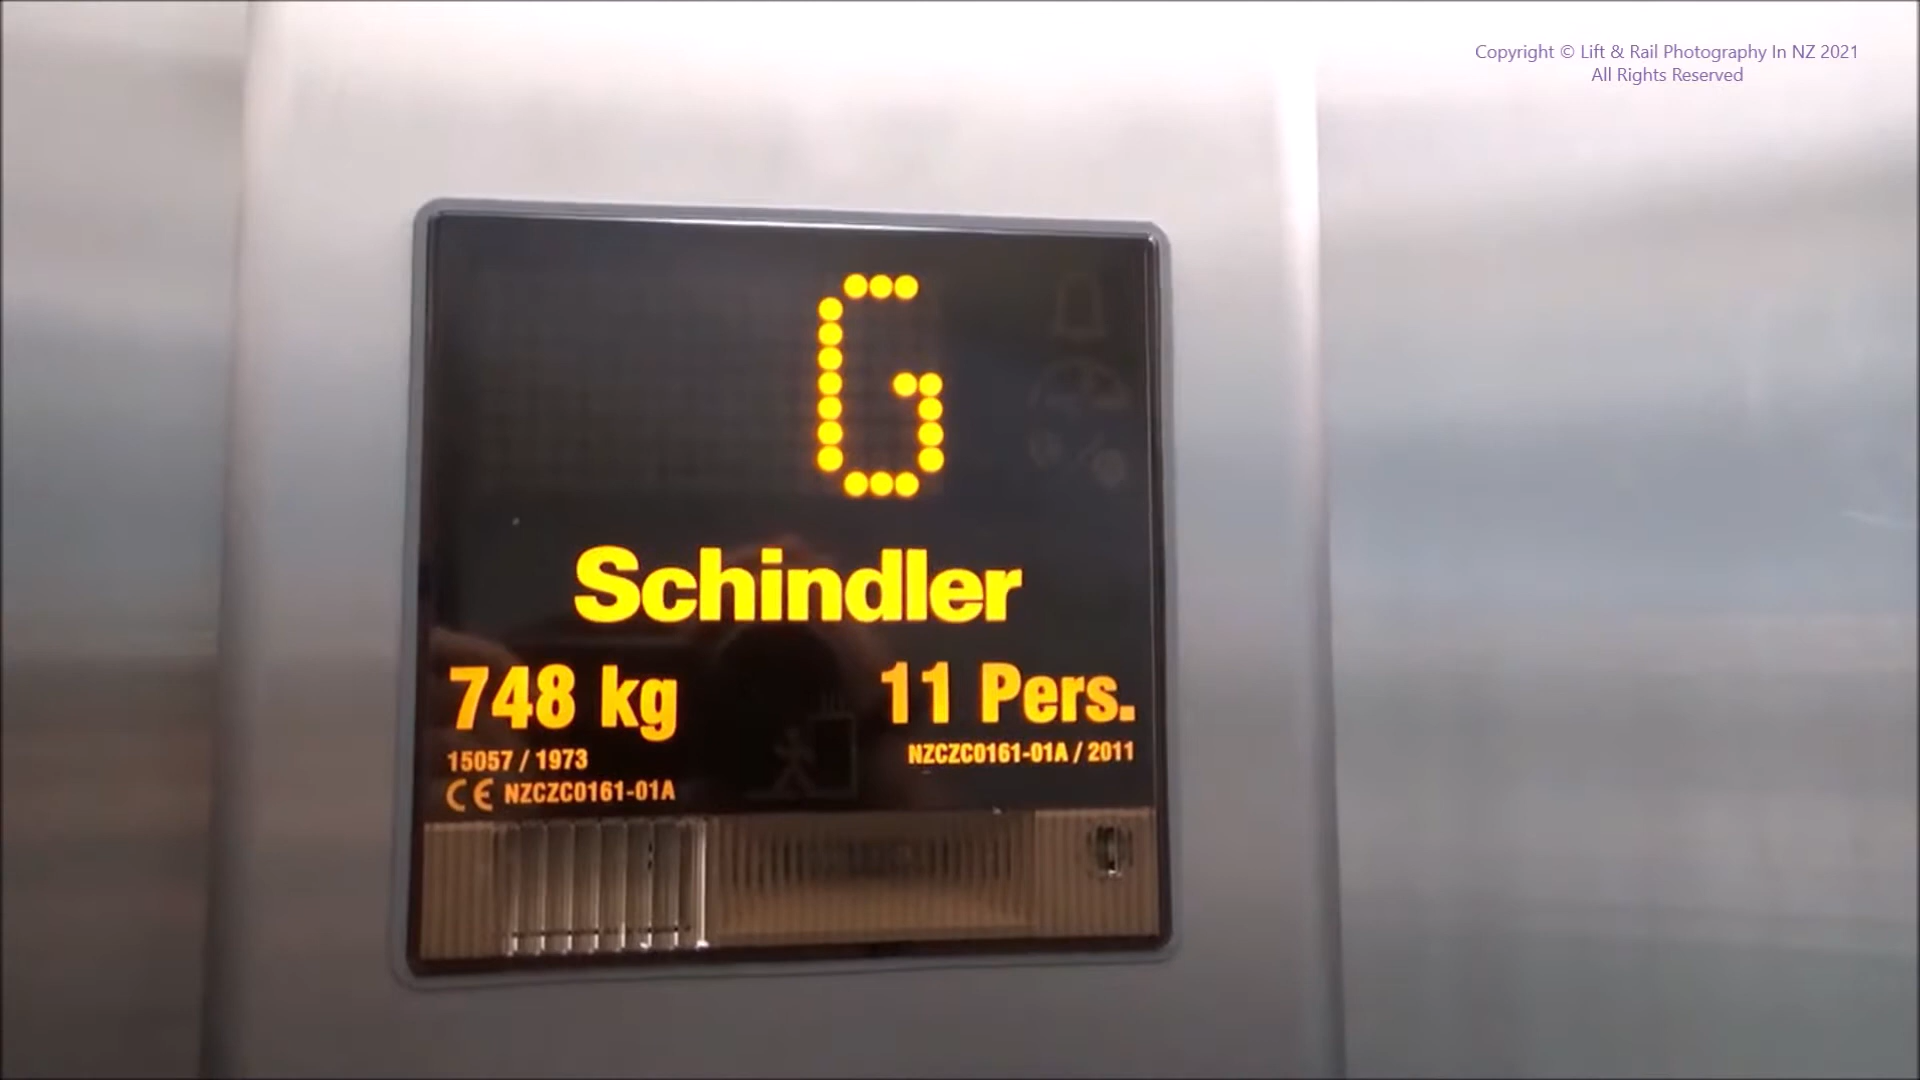 Copyright © Lift & Rail Photography In NZ 2021
All Rights Reserved
G
Schindler
748 kg
11 Pers.
15057 / 1973
NZCZC0161-01A / 2011
CE NZCZC0161-01A